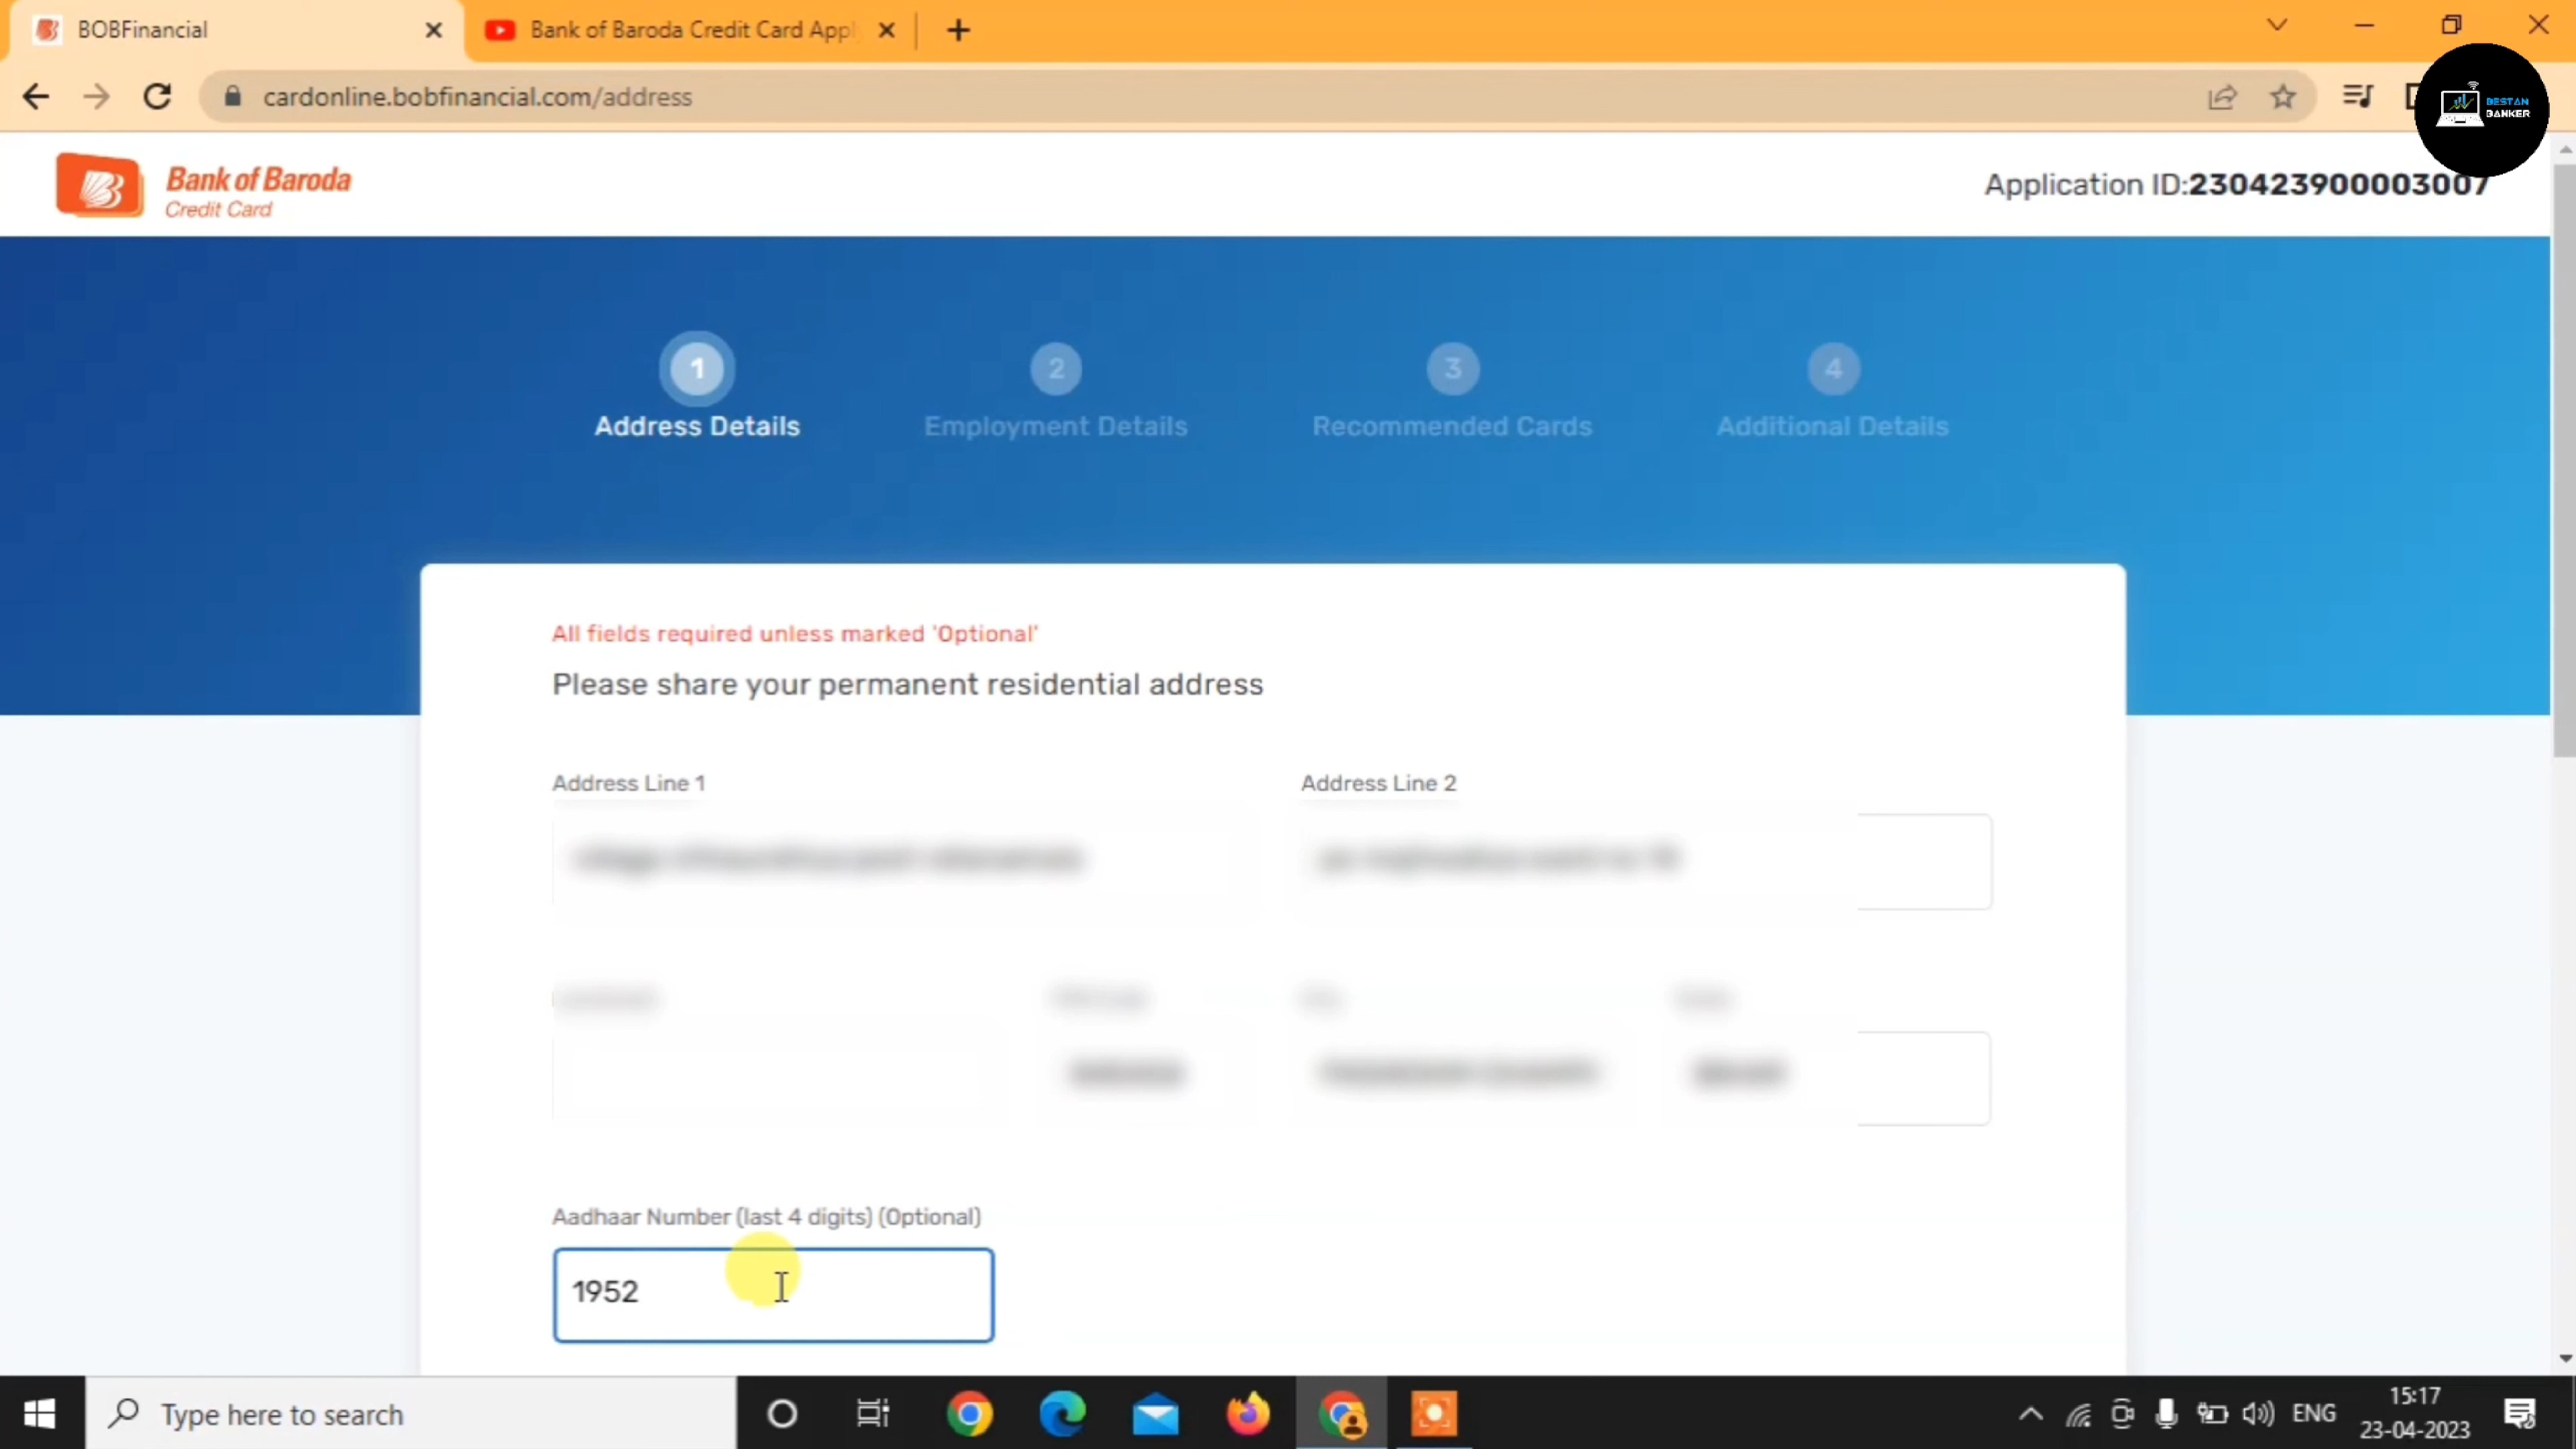 BOBFinancial
Bank of Baroda Credit Card Appl
cardonline.bobfinancial.com/address
BESTAN
BANKER
Bank of Baroda
Credit Card
Application ID:230423900003007
1
2
3
4
Address Details
Employment Details
Recommended Cards
Additional Details
All fields required unless marked 'Optional'
Please share your permanent residential address
Address Line 1
Address Line 2
Aadhaar Number (last 4 digits) (Optional)
1952
Type here to search
ENG
15:17
23-04-2023